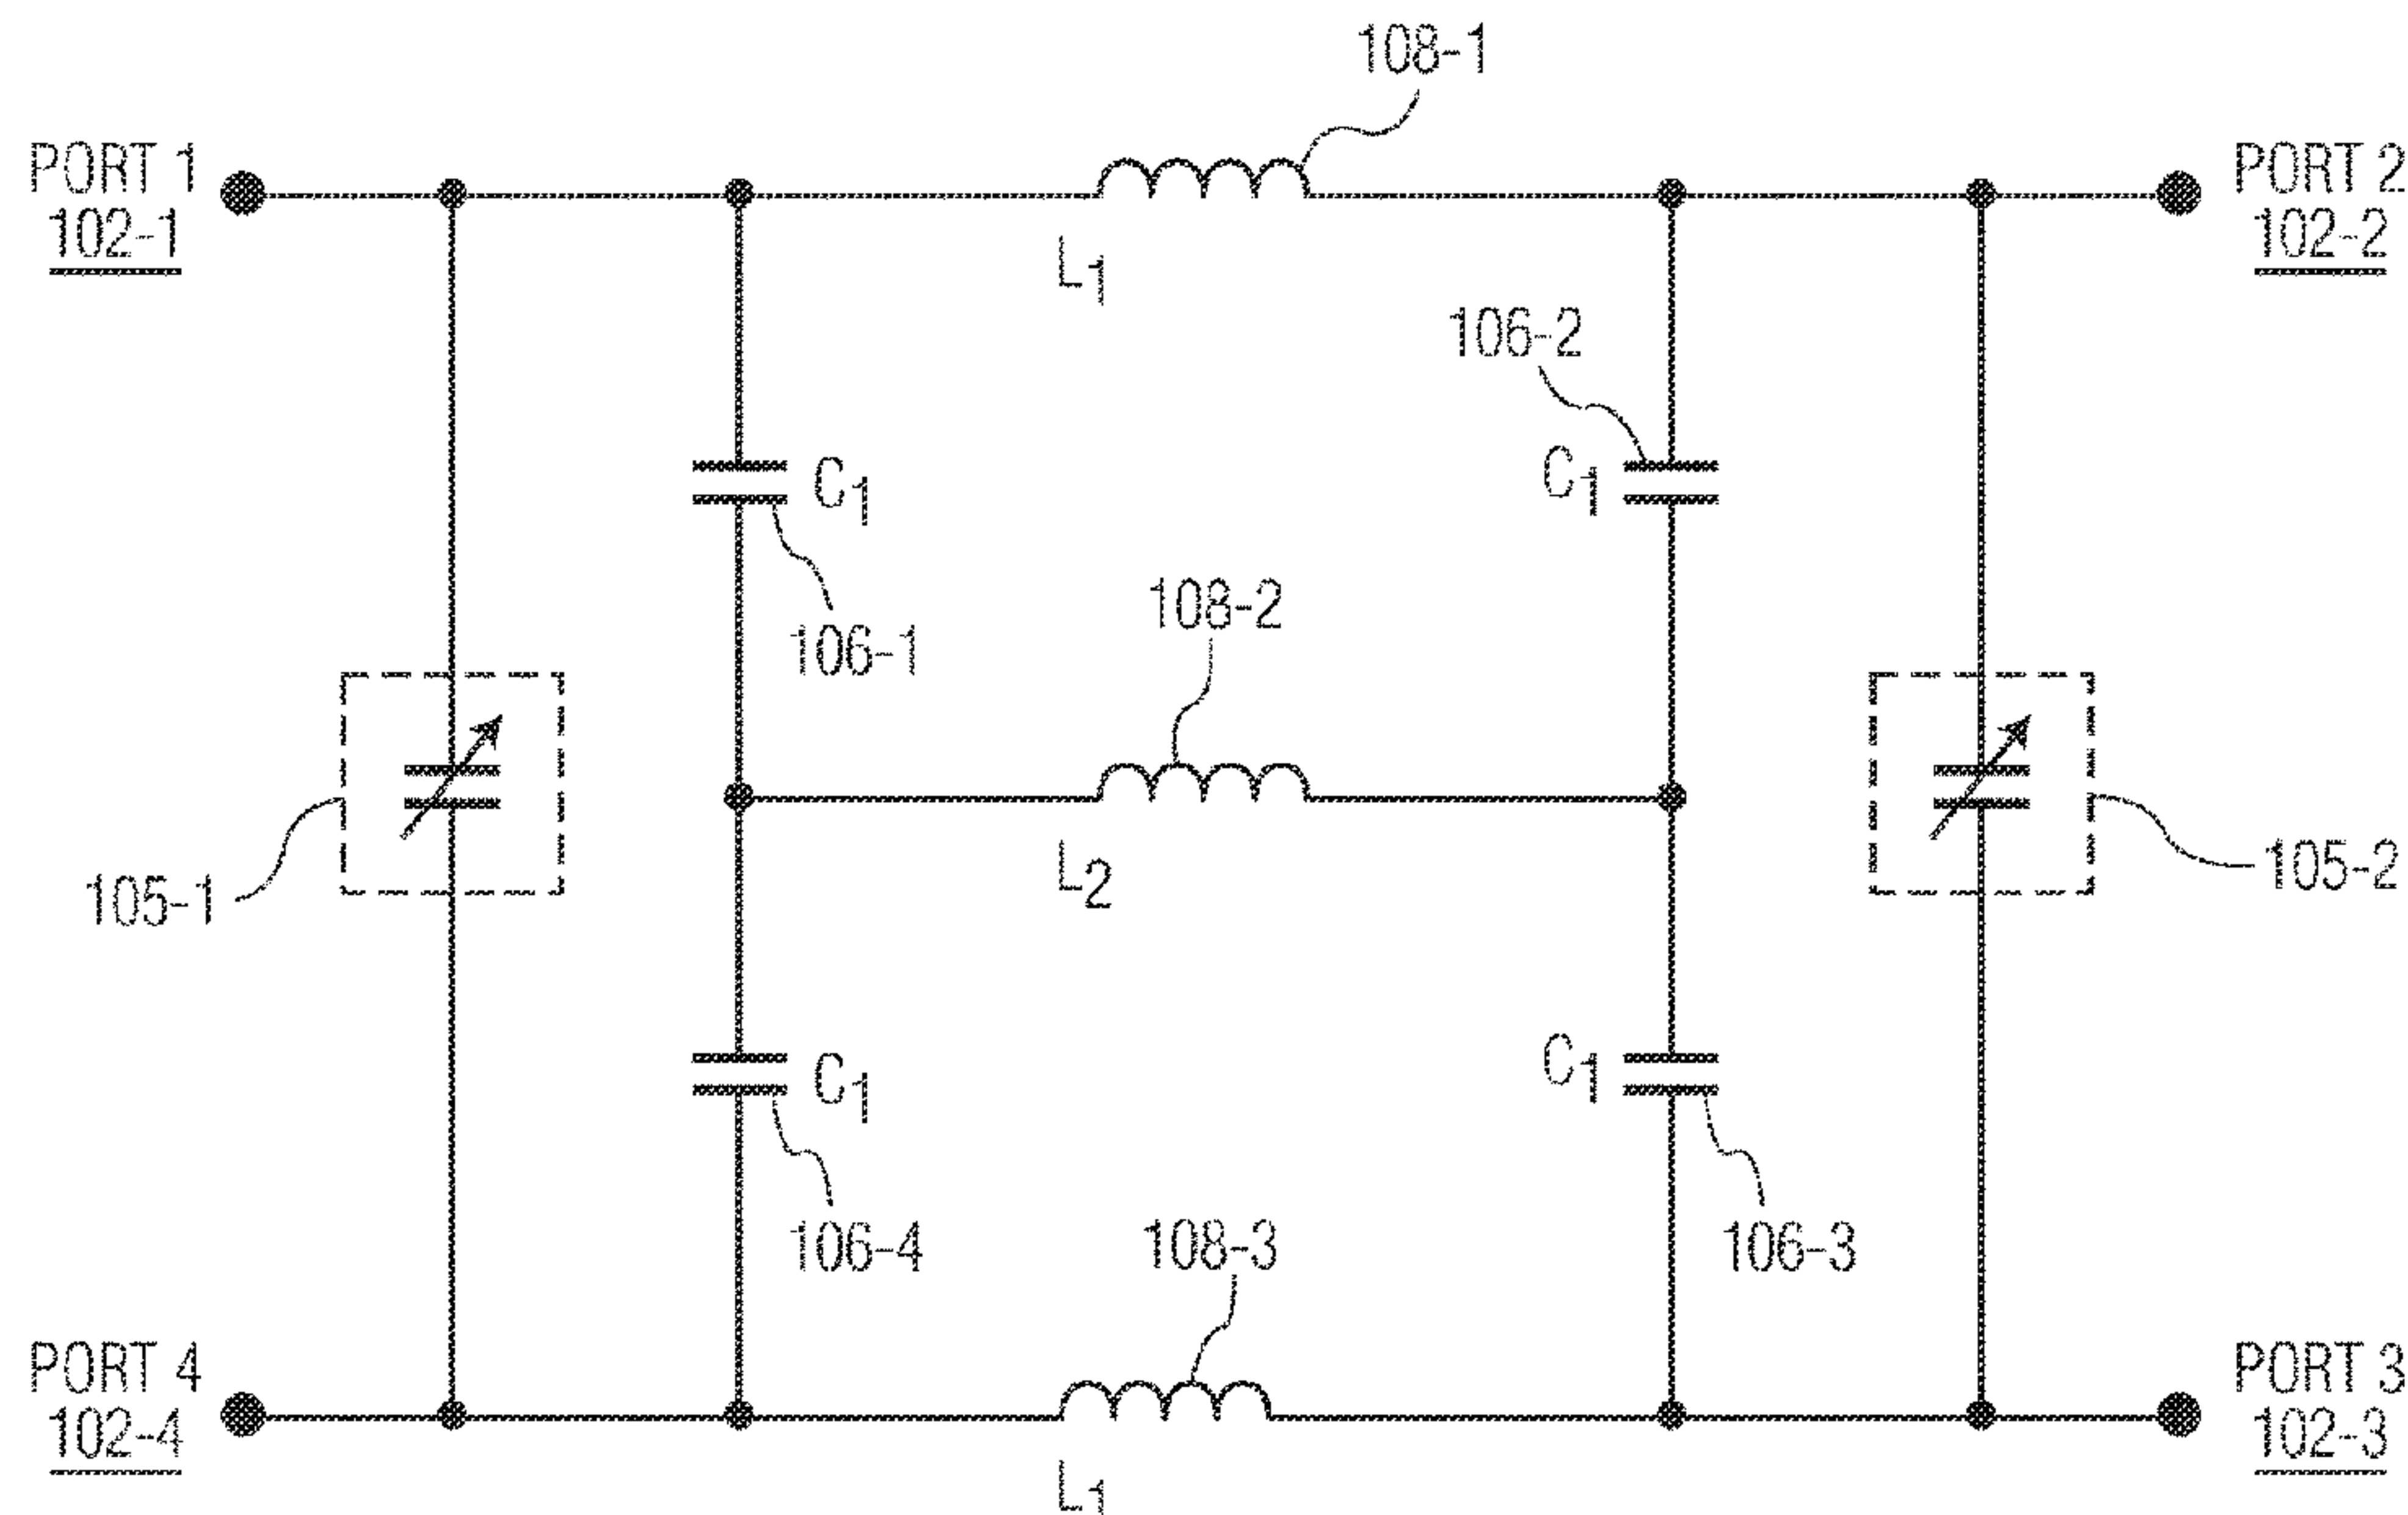 108-1
PORT 1
102-1
PORT 2
102-2
L1
106-2
C1
C1
106-1
108-2
105-1
L2
105-2
C1
C1
106-4
108-3
106-3
PORT 4
102-4
PORT 3
102-3
L1